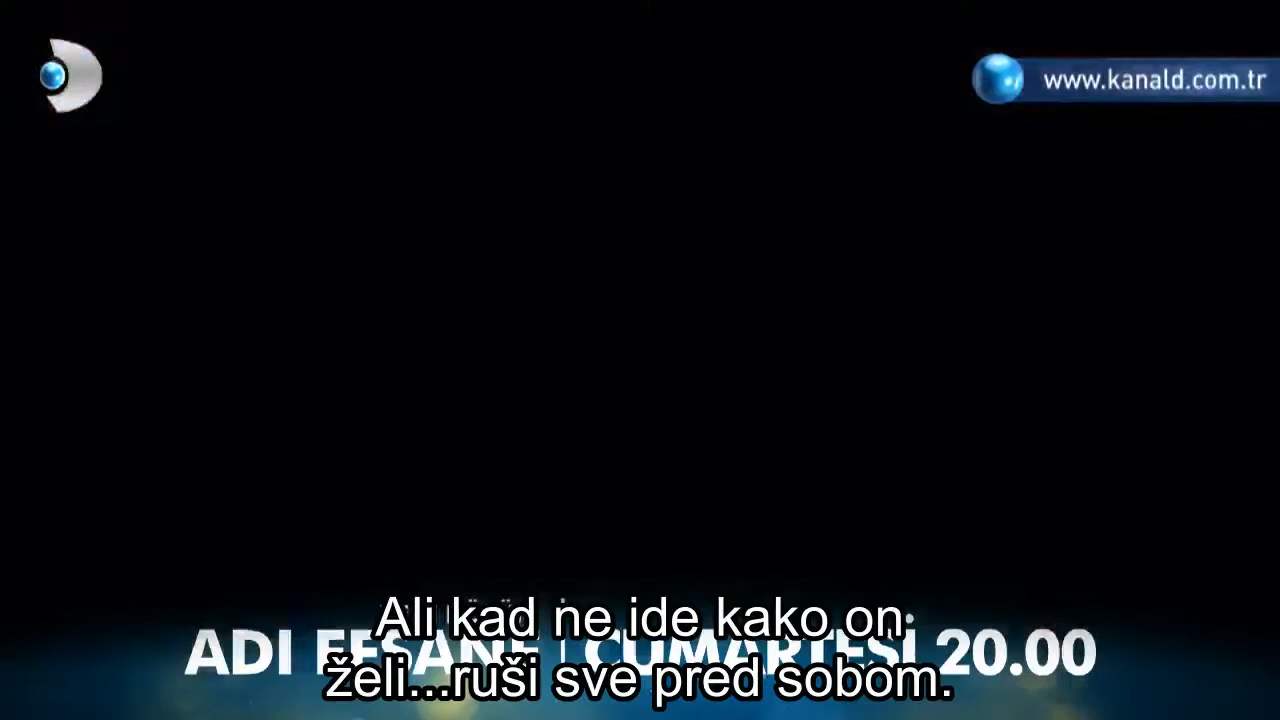 www.kanald.com.tr
Ali kad ne ide kako on
ADI EFSANE | CUMARTESİ 20.00
želi...ruši sve pred sobom.